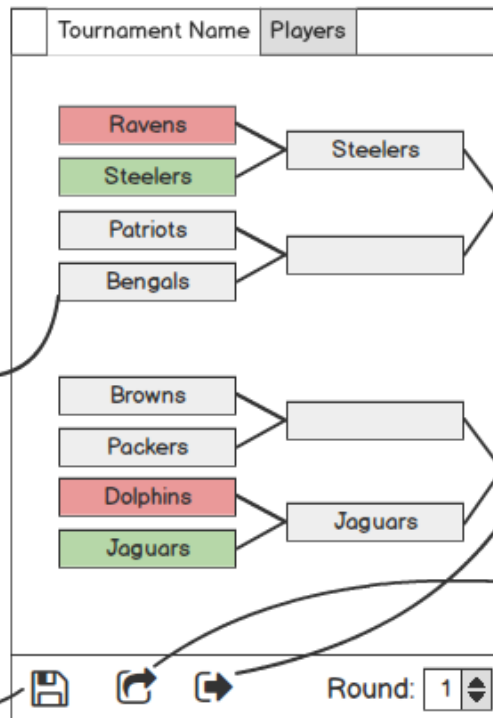 Tournament Name Players
Ravens
Steelers
Steelers
Patriots
Bengals
Browns
Packers
Dolphins
Jaguars
Jaguars
Round: 1